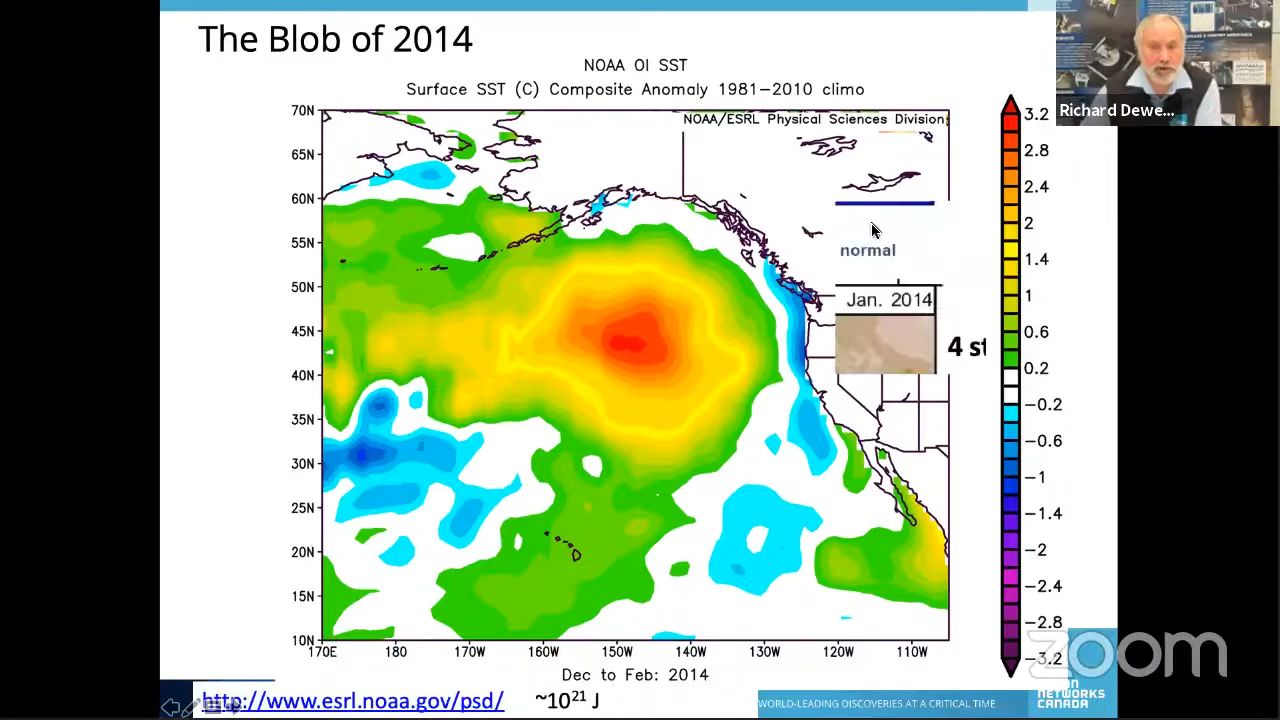 The Blob of 2014
NOAA OI SST
Surface SST (C) Composite Anomaly 1981-2010 climo
NOAA/ESRL Physical Sciences Division
Richard Dewe...
70N
65N
60N
55N
50N
45N
40N
35N
30N
25N
20N
15N
10N
170E 180 170W 160W 150W 140W 130W 120W 110W
Dec to Feb: 2014
normal
Jan. 2014
4 st
3.2
2.8
2.4
2
1.4
1
0.6
0.2
-0.2
-0.6
-1
-1.4
-2
-2.4
-2.8
-3.2
zoom
http://www.esrl.noaa.gov/psd/
~10²¹ J
WORLD-LEADING DISCOVERIES AT A CRITICAL TIME
NETWORKS
CANADA